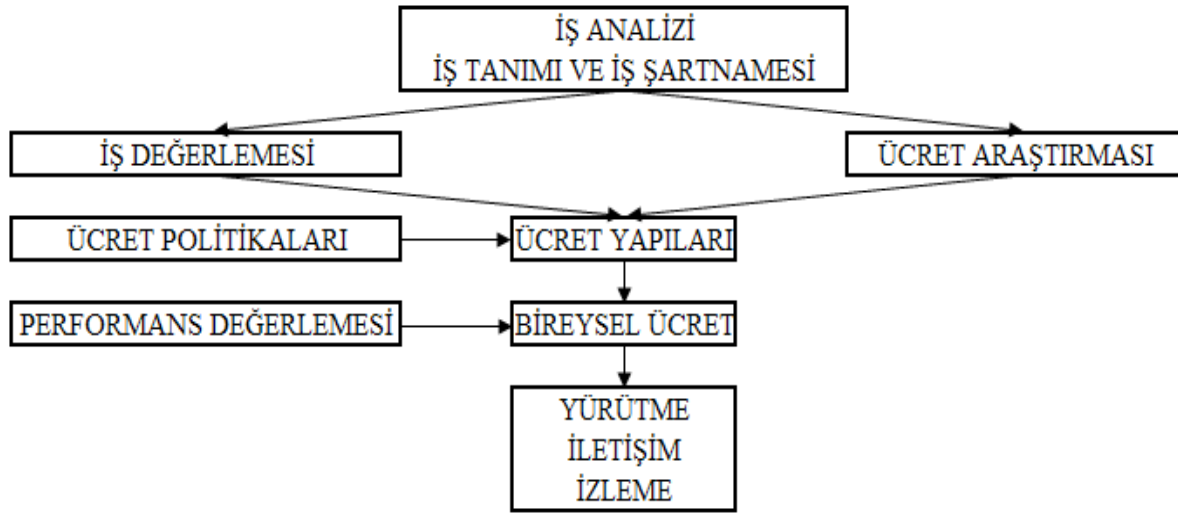 İŞ ANALİZİ
İŞ TANIMI VE İŞ ŞARTNAMESİ
İŞ DEĞERLEMESİ
ÜCRET ARAŞTIRMASI
ÜCRET POLİTİKALARI
ÜCRET YAPILARI
PERFORMANS DEĞERLEMESİ
BİREYSEL ÜCRET
YÜRÜTME
İLETİŞİM
İZLEME